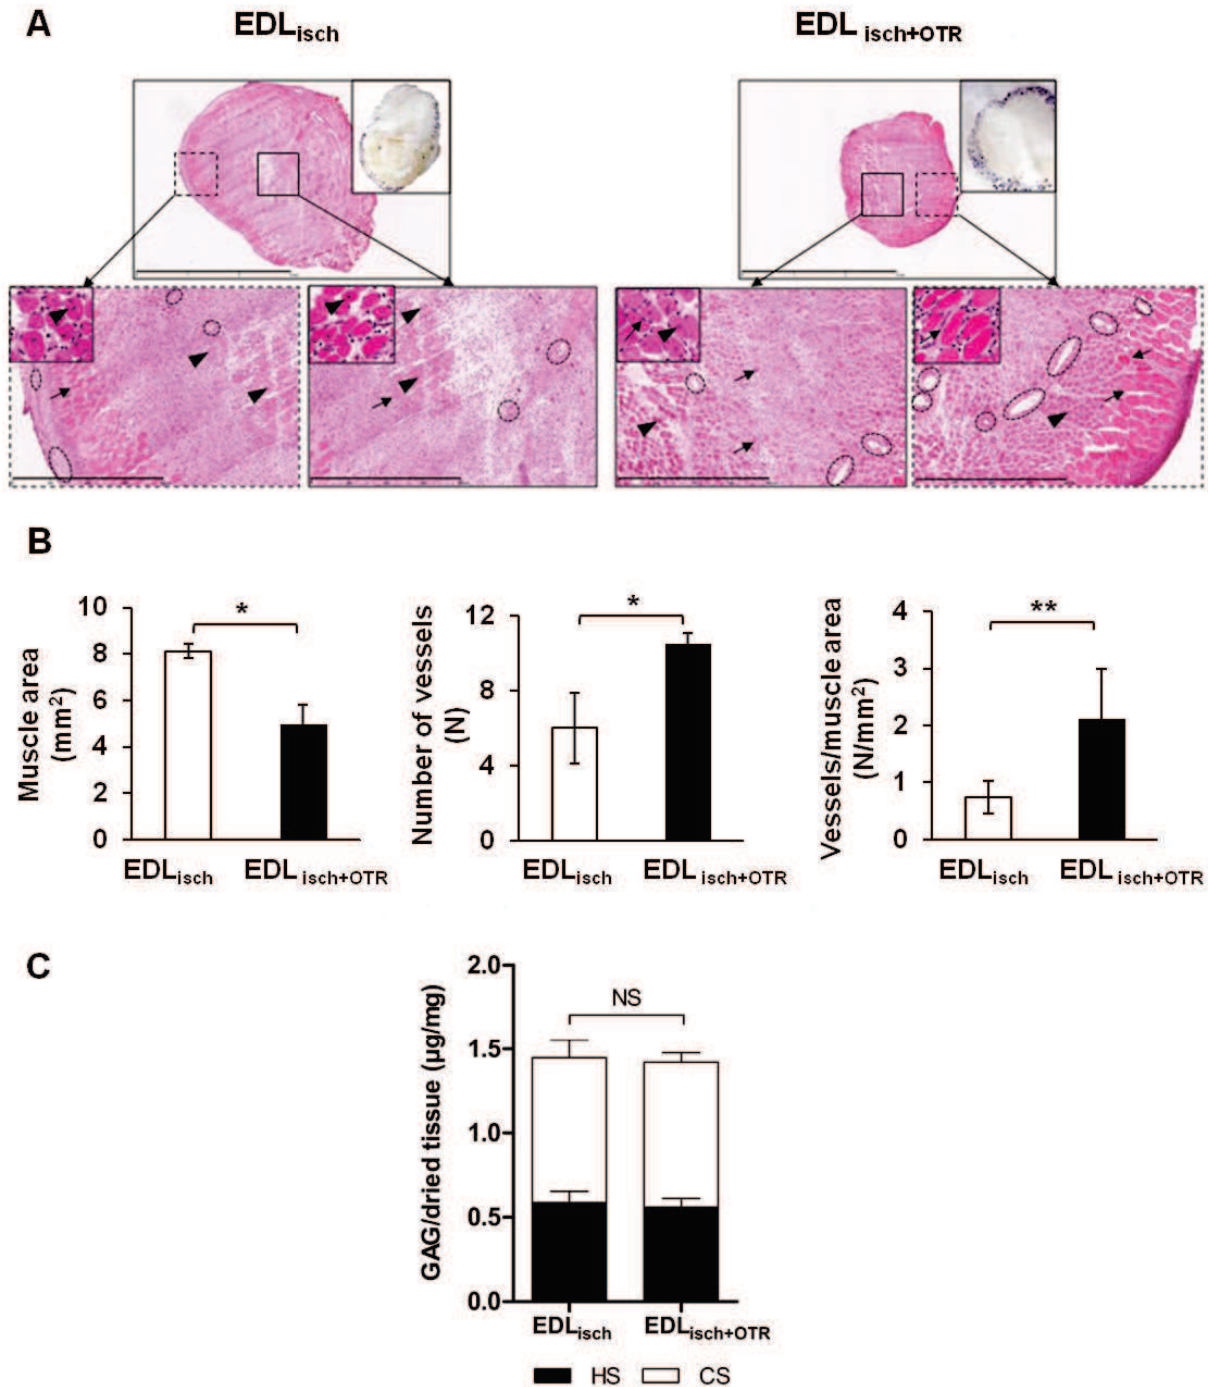 A
EDLisch
EDL isch+OTR
B
Muscle area
(mm²)
10
8
6
4
2
0
*
EDLisch
EDL isch+OTR
Number of vessels
(N)
12
8
4
0
*
EDLisch
EDL isch+OTR
Vessels/muscle area
(N/mm²)
4
3
2
1
0
**
EDLisch
EDL isch+OTR
C
GAG/dried tissue (µg/mg)
2.0
1.5
1.0
0.5
0.0
NS
EDLisch
EDLisch+OTR
HS
CS